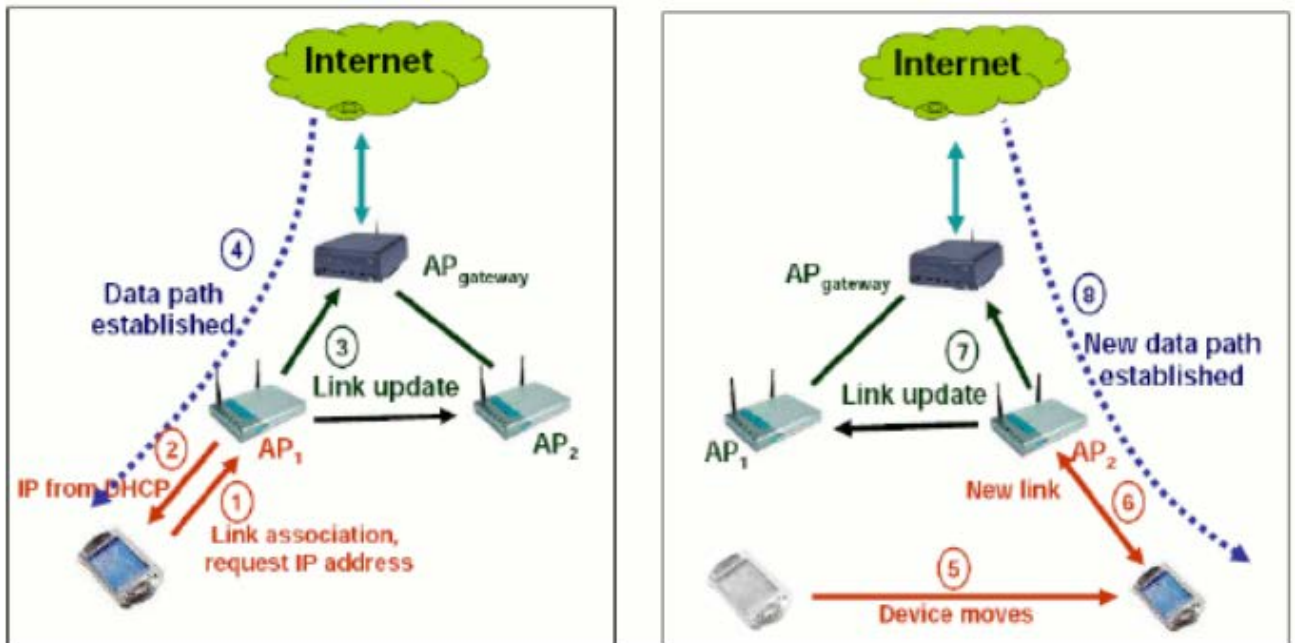 Internet
4
Data path
established
AP gateway
3
Link update
AP1
AP2
2
IP from DHCP
1
Link association,
request IP address
Internet
AP gateway
8
New data path
established
7
Link update
AP1
AP2
New link
6
5
Device moves